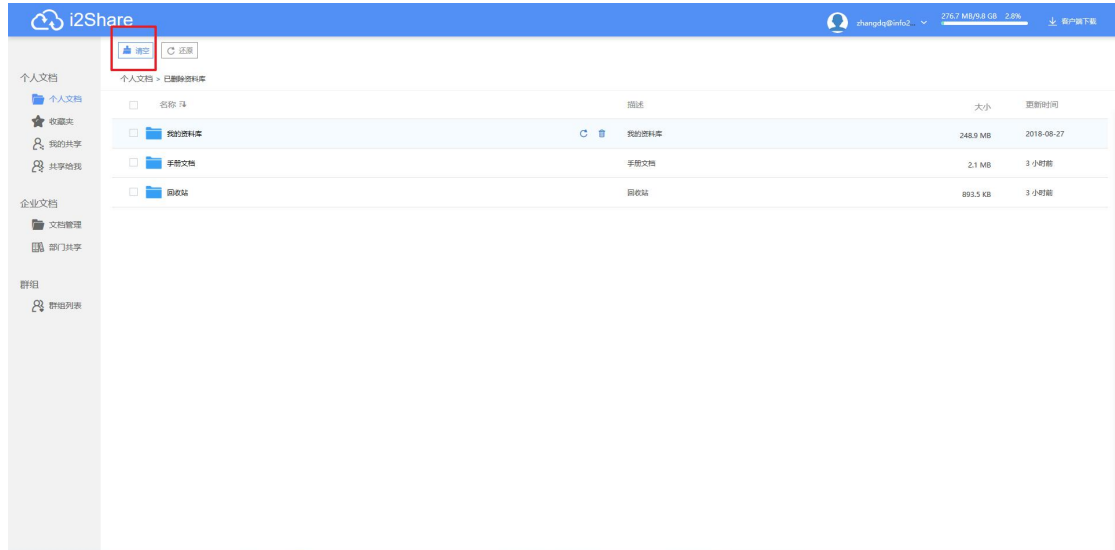 i2Share
zhangdq@info2...
276.7 MB/9.8 GB 2.8%
客户端下载
清空
还原
个人文档 > 已删除资料库
个人文档
个人文档
收藏夹
我的共享
共享给我
企业文档
文档管理
部门共享
群组
群组列表
名称 描述 大小 更新时间
我的资料库 我的资料库 248.9 MB 2018-08-27
手册文档 手册文档 2.1 MB 3 小时前
回收站 回收站 893.5 KB 3 小时前